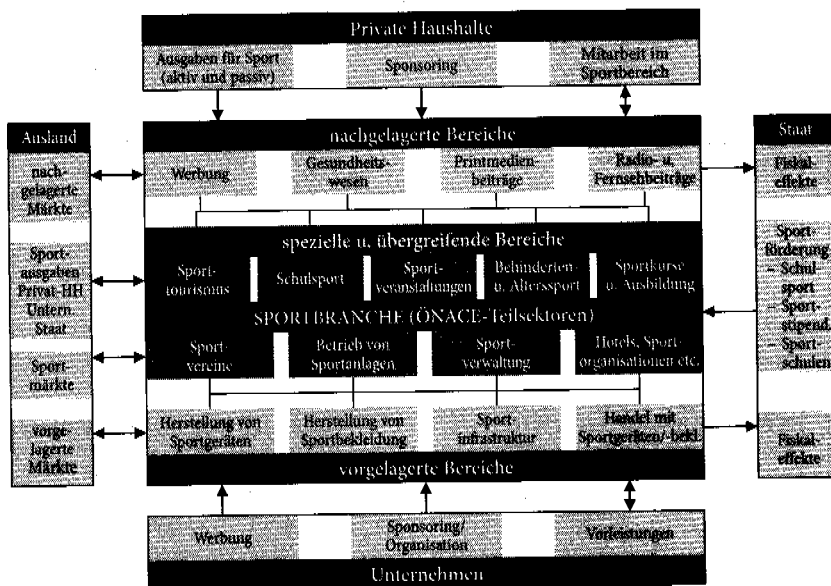 Private Haushalte
Ausgaben für Sport
(aktiv und passiv)
Sponsoring
Mitarbeit im
Sportbereich
Ausland
nach-
gelagerte
Märkte
Sport-
ausgaben
Privat-HH
Untern.
Staat
Sport-
märkte
vorge-
lagerte
Märkte
nachgelagerte Bereiche
Werbung
Gesundheits-
wesen
Printmedien
beiträge
Radio- u.
Fernsehbeiträge
spezielle u. übergreifende Bereiche
Sport-
tourismus
Schulsport
Sport-
veranstaltungen
Behinderten-
u. Alterssport
Sportkurse
u. Ausbildung
SPORTBRANCHE (ÖNACE-Teilsektoren)
Sport-
vereine
Betrieb von
Sportanlagen
Sport-
verwaltung
Hotels, Sport-
organisationen etc.
Herstellung von
Sportgeräten
Herstellung von
Sportbekleidung
Sport-
infrastruktur
Handel mit
Sportgeräten/-bekl.
vorgelagerte Bereiche
Staat
Fiskal-
effekte
Sport-
förderung
– Schul
sport
– Sport-
stipend.
– Sport-
schulen
Fiskal-
effekte
Werbung
Sponsoring/
Organisation
Vorleistungen
Unternehmen